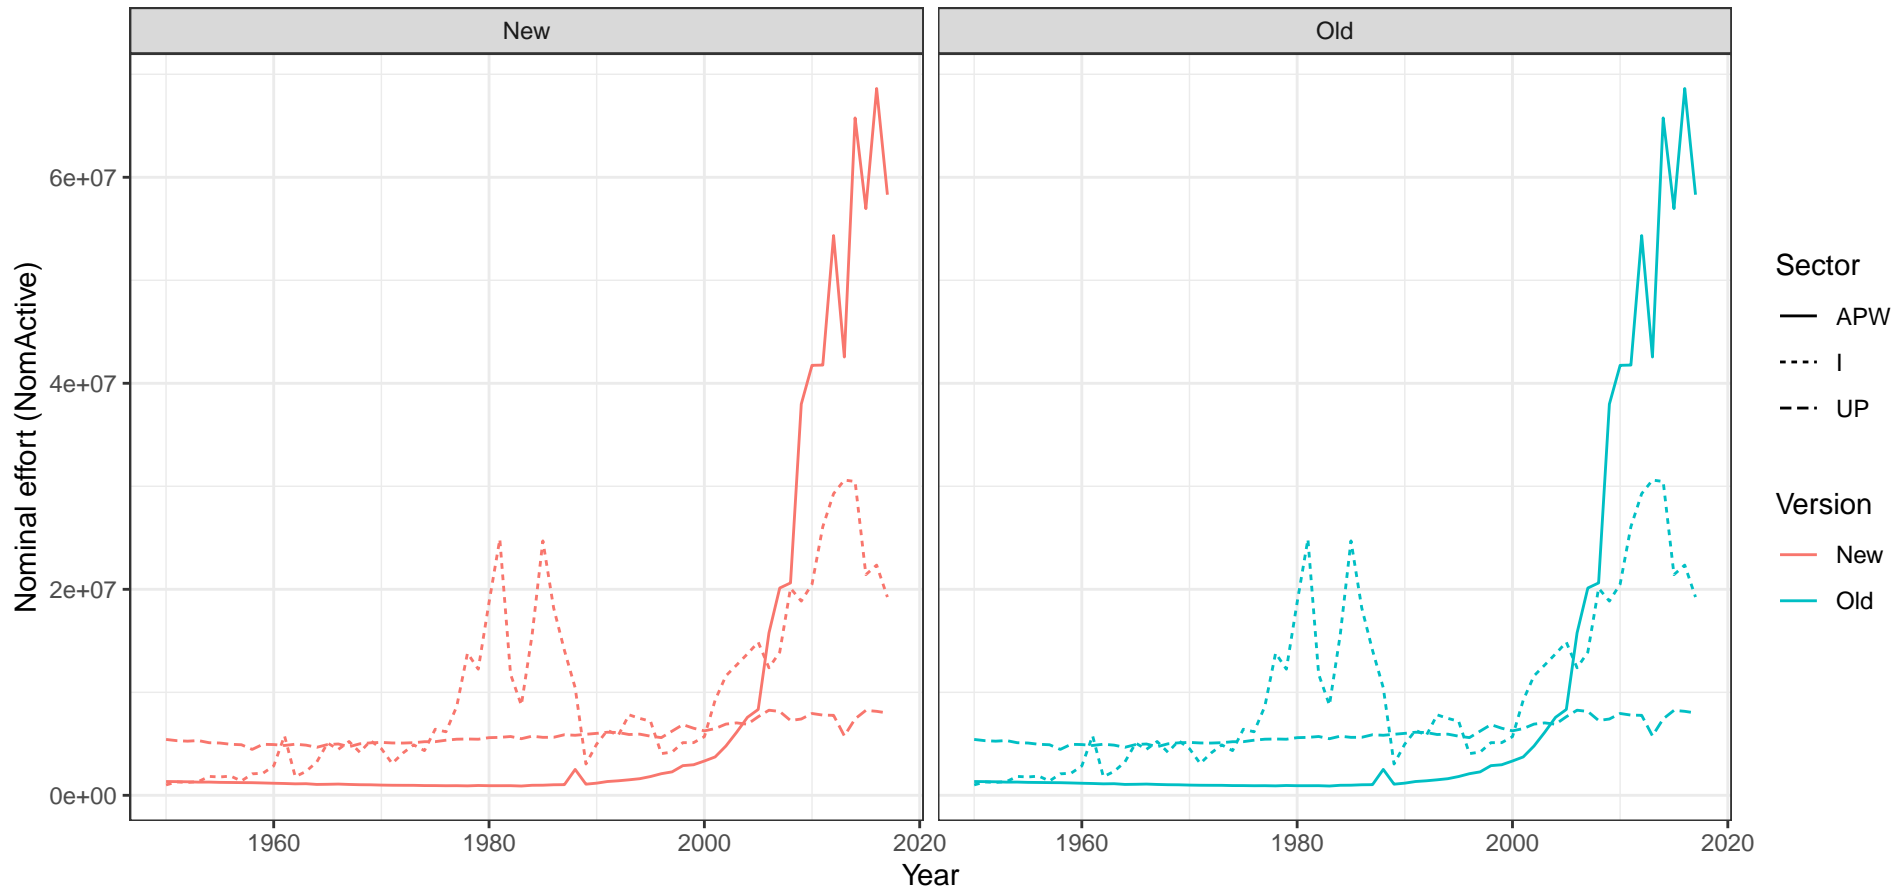 New
Old
Nominal effort (NomActive)
6e+07
4e+07
2e+07
0e+00
1960
1980
2000
2020
1960
1980
2000
2020
Year
Sector
APW
I
UP
Version
New
Old